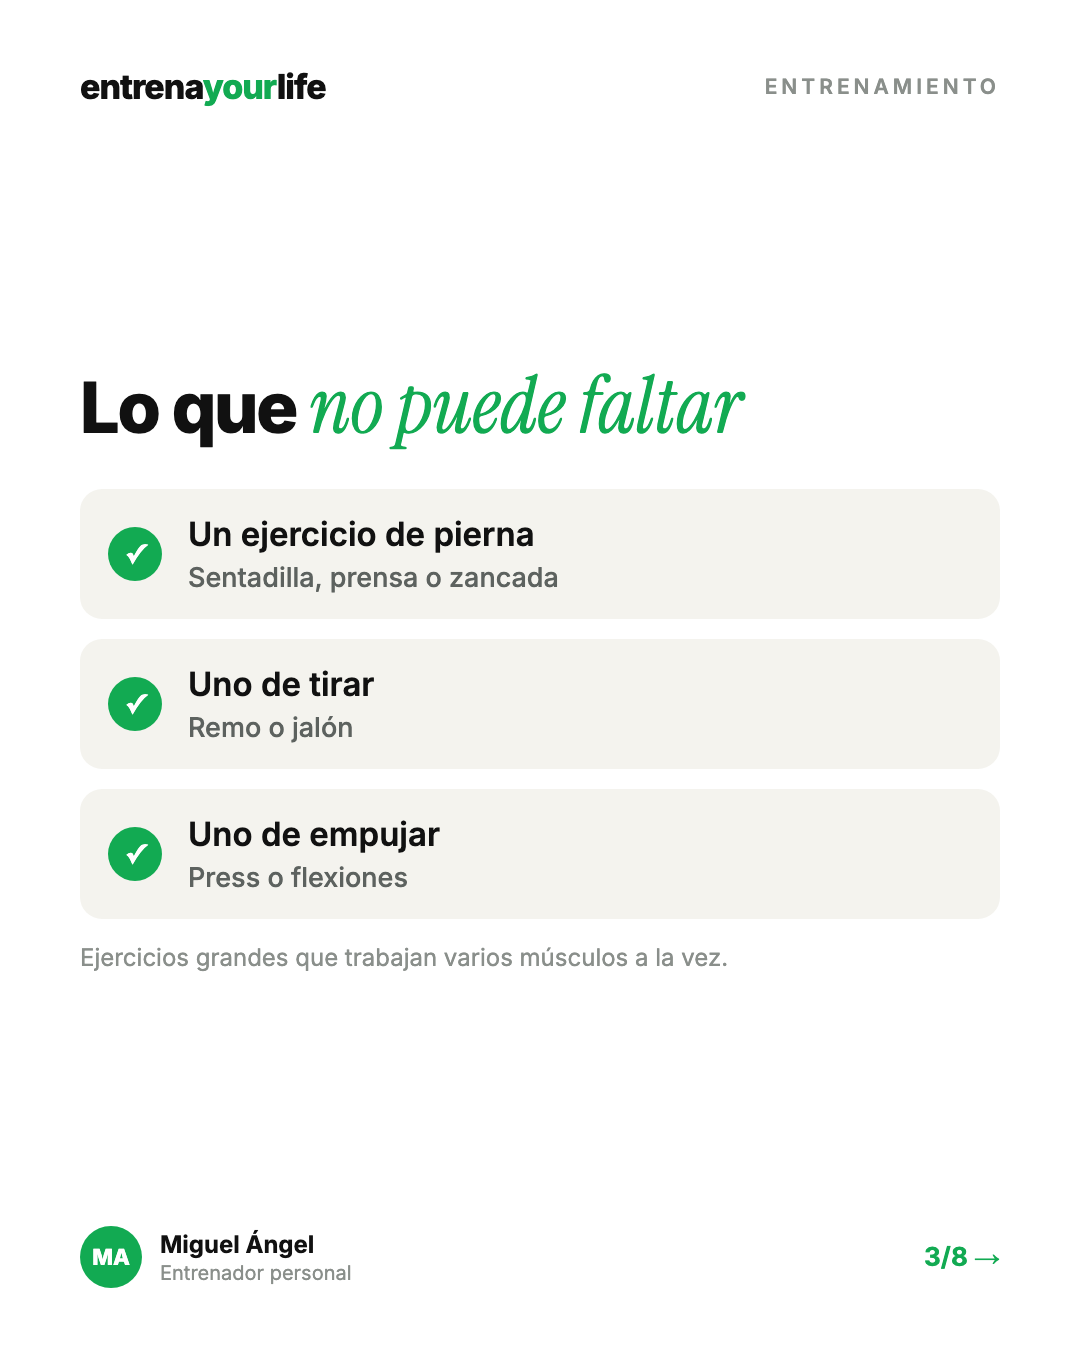 entrenayourlife
ENTRENAMIENTO
Lo que no puede faltar
✓ Un ejercicio de pierna
Sentadilla, prensa o zancada
✓ Uno de tirar
Remo o jalón
✓ Uno de empujar
Press o flexiones
Ejercicios grandes que trabajan varios músculos a la vez.
MA
Miguel Ángel
Entrenador personal
3/8 →